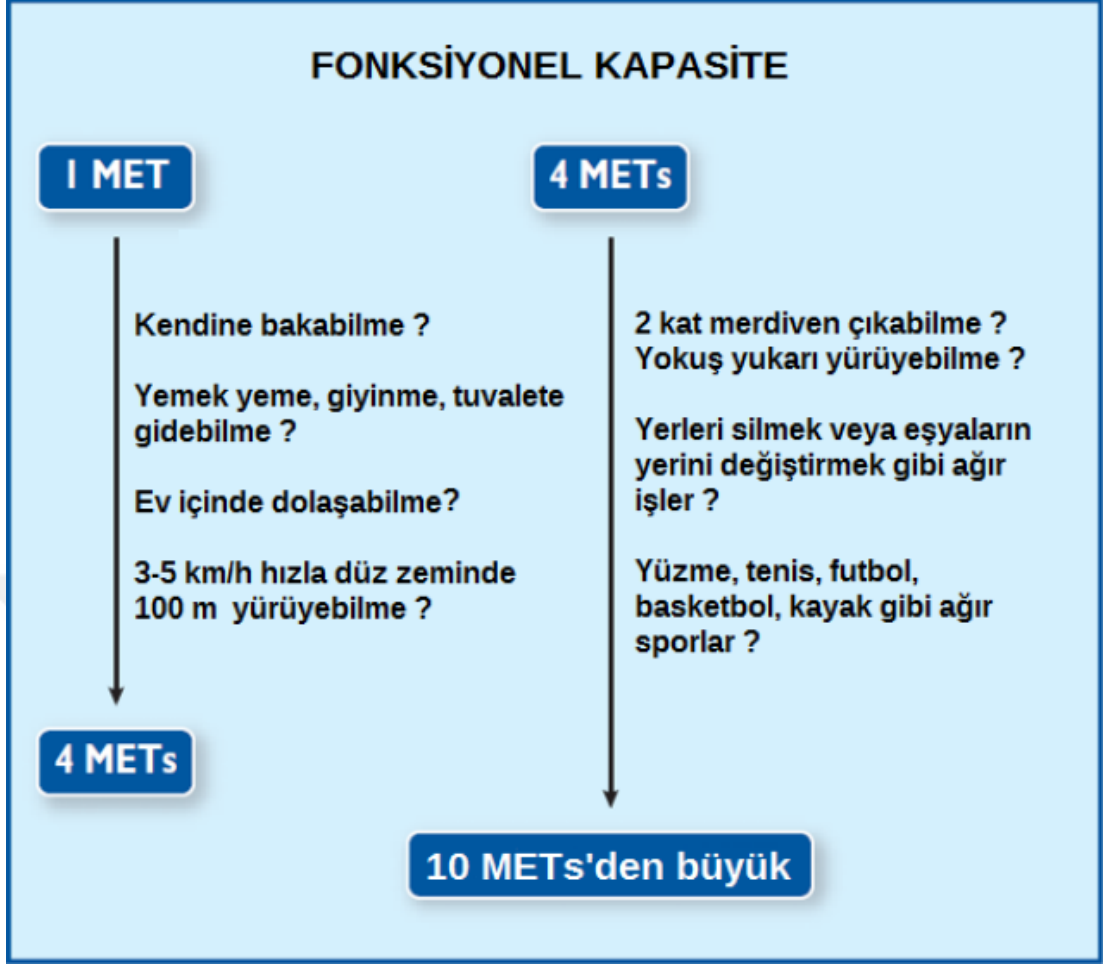 FONKSİYONEL KAPASİTE
1 MET
Kendine bakabilme ?
Yemek yeme, giyinme, tuvalete
gidebilme ?
Ev içinde dolaşabilme?
3-5 km/h hızla düz zeminde
100 m yürüyebilme ?
4 METs
4 METs
2 kat merdiven çıkabilme ?
Yokuş yukarı yürüyebilme ?
Yerleri silmek veya eşyaların
yerini değiştirmek gibi ağır
işler ?
Yüzme, tenis, futbol,
basketbol, kayak gibi ağır
sporlar ?
10 METs'den büyük